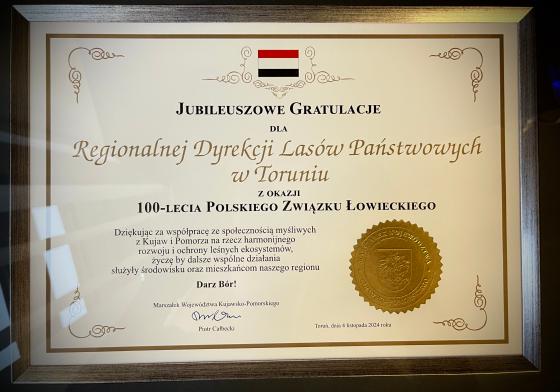 Jubileuszowe Gratulacje
dla
Regionalnej Dyrekcji Lasów Państwowych
w Toruniu
z okazji
100-lecia Polskiego Związku Łowieckiego
Dziękując za współpracę ze społecznością myśliwych
z Kujaw i Pomorza na rzecz harmonijnego
rozwoju i ochrony leśnych ekosystemów,
życzę by dalsze wspólne działania
służyły środowisku oraz mieszkańcom naszego regionu
Darz Bór!
Marszałek Województwa Kujawsko-Pomorskiego
Piotr Całbecki
Toruń, dnia 4 listopada 2024 roku